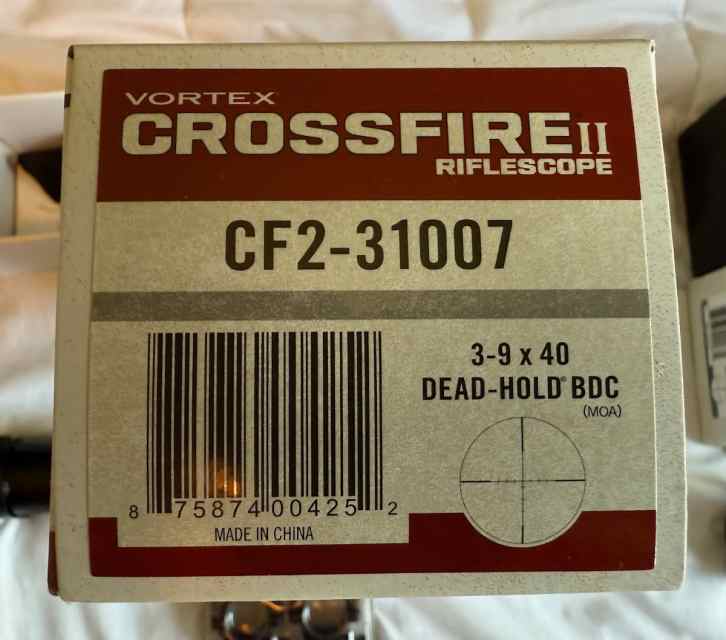 VORTEX
CROSSFIRE II
RIFLESCOPE
CF2-31007
3-9 x 40
DEAD-HOLD® BDC
(MOA)
8 75874 00425 2
MADE IN CHINA